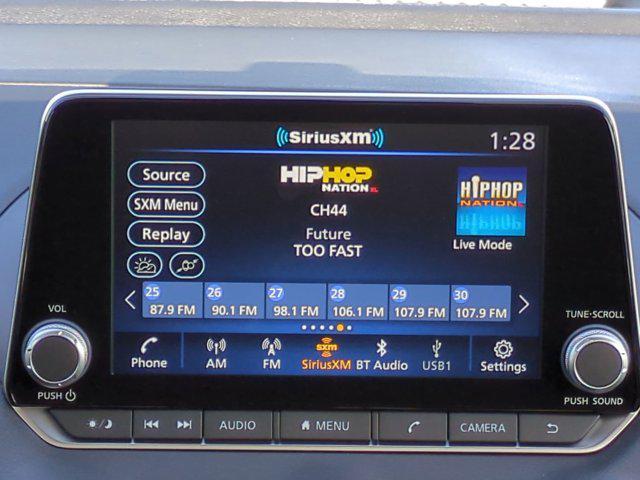 SiriusXM
1:28
Source
SXM Menu
Replay
HIPHOP
NATION XL
CH44
Future
TOO FAST
HIPHOP
NATION
Live Mode
25 26 27 28 29 30
87.9 FM 90.1 FM 98.1 FM 106.1 FM 107.9 FM 107.9 FM
VOL
TUNE·SCROLL
sxm
Phone AM FM SiriusXM BT Audio USB1 Settings
PUSH
PUSH SOUND
AUDIO MENU CAMERA